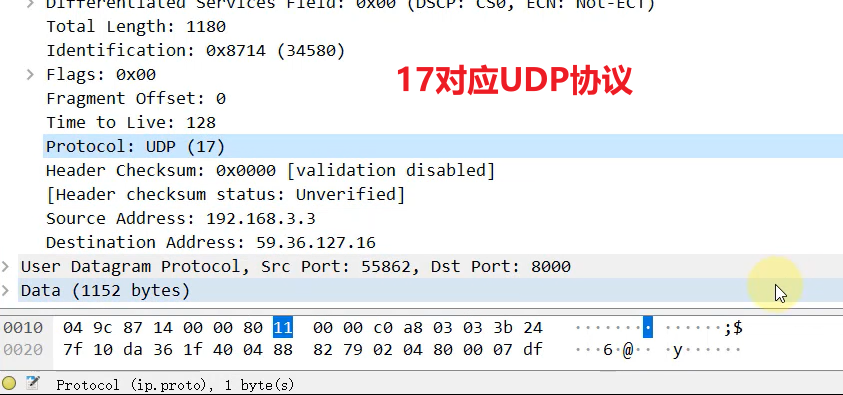 Differentiated Services Field: 0x00 (DSCP: CS0, ECN: Not-ECT)
Total Length: 1180
Identification: 0x8714 (34580)
Flags: 0x00
17对应UDP协议
Fragment Offset: 0
Time to Live: 128
Protocol: UDP (17)
Header Checksum: 0x0000 [validation disabled]
[Header checksum status: Unverified]
Source Address: 192.168.3.3
Destination Address: 59.36.127.16
User Datagram Protocol, Src Port: 55862, Dst Port: 8000
Data (1152 bytes)
0010 04 9c 87 14 00 00 80 11 00 00 c0 a8 03 03 3b 24 ········ ······;$
0020 7f 10 da 36 1f 40 04 88 82 79 02 04 80 00 07 df ···6·@·· ·y······
Protocol (ip.proto), 1 byte(s)